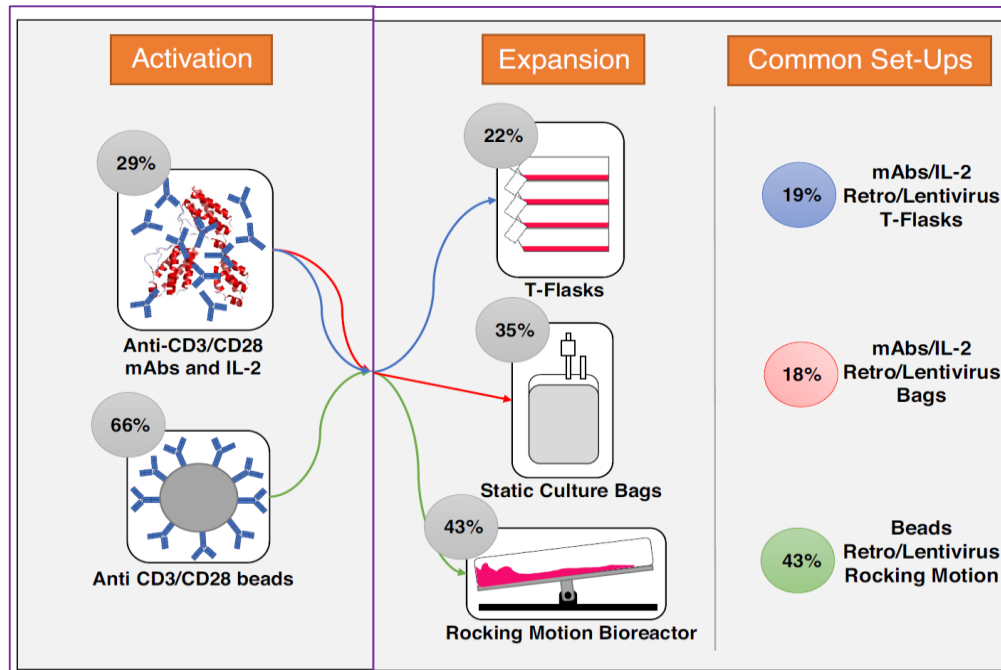 Activation
29%
Anti-CD3/CD28
mAbs and IL-2
66%
Anti CD3/CD28 beads
Expansion
22%
T-Flasks
35%
Static Culture Bags
43%
Rocking Motion Bioreactor
Common Set-Ups
19%
mAbs/IL-2
Retro/Lentivirus
T-Flasks
18%
mAbs/IL-2
Retro/Lentivirus
Bags
43%
Beads
Retro/Lentivirus
Rocking Motion